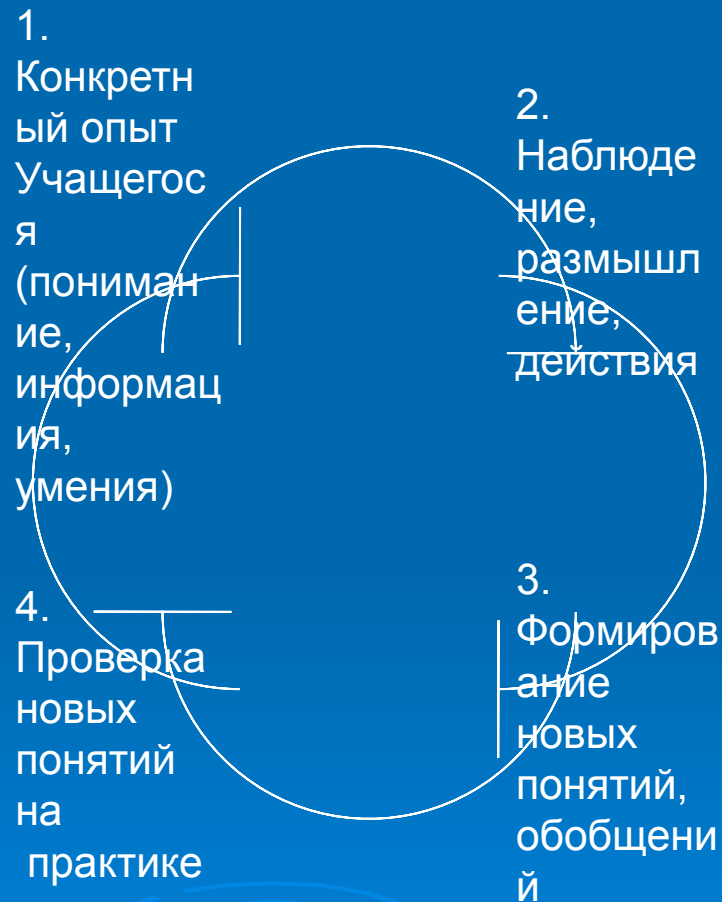 1.
Конкретн
ый опыт
Учащегос
я
(пониман
ие,
информац
ия,
умения)
2.
Наблюде
ние,
размышл
ение,
действия
3.
Формиров
ание
новых
понятий,
обобщени
й
4.
Проверка
новых
понятий
на
практике